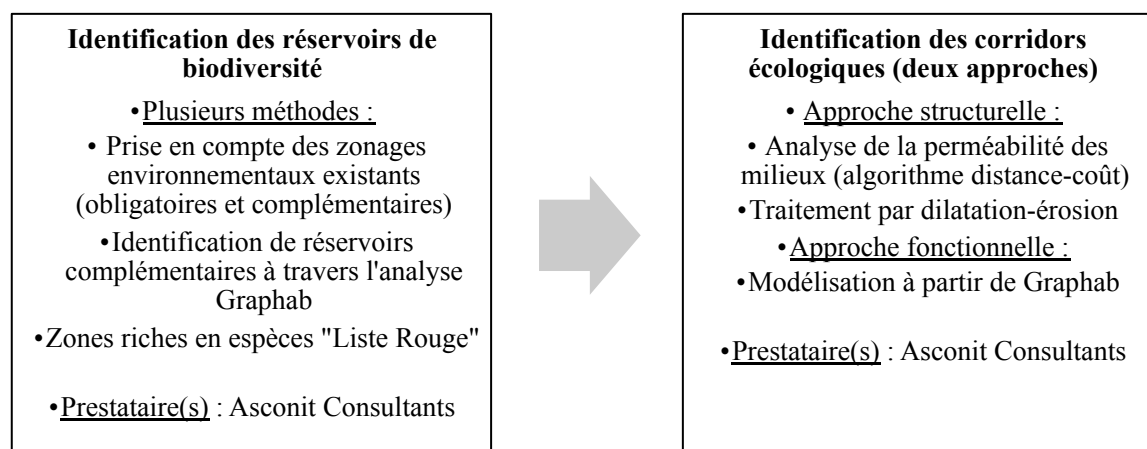 Identification des réservoirs de
biodiversité
•Plusieurs méthodes :
• Prise en compte des zonages
environnementaux existants
(obligatoires et complémentaires)
•Identification de réservoirs
complémentaires à travers l'analyse
Graphab
•Zones riches en espèces "Liste Rouge"
•Prestataire(s) : Asconit Consultants
Identification des corridors
écologiques (deux approches)
• Approche structurelle :
• Analyse de la perméabilité des
milieux (algorithme distance-coût)
•Traitement par dilatation-érosion
•Approche fonctionnelle :
•Modélisation à partir de Graphab
•Prestataire(s) : Asconit Consultants